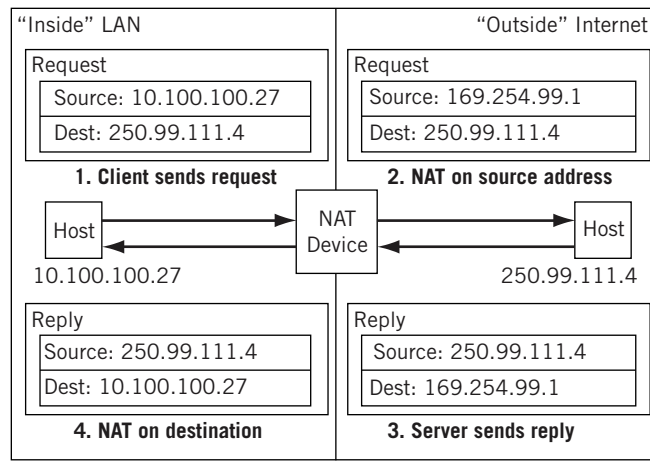 “Inside” LAN
“Outside” Internet
Request
Source: 10.100.100.27
Dest: 250.99.111.4
1. Client sends request
Request
Source: 169.254.99.1
Dest: 250.99.111.4
2. NAT on source address
Host
10.100.100.27
NAT
Device
Host
250.99.111.4
Reply
Source: 250.99.111.4
Dest: 10.100.100.27
4. NAT on destination
Reply
Source: 250.99.111.4
Dest: 169.254.99.1
3. Server sends reply